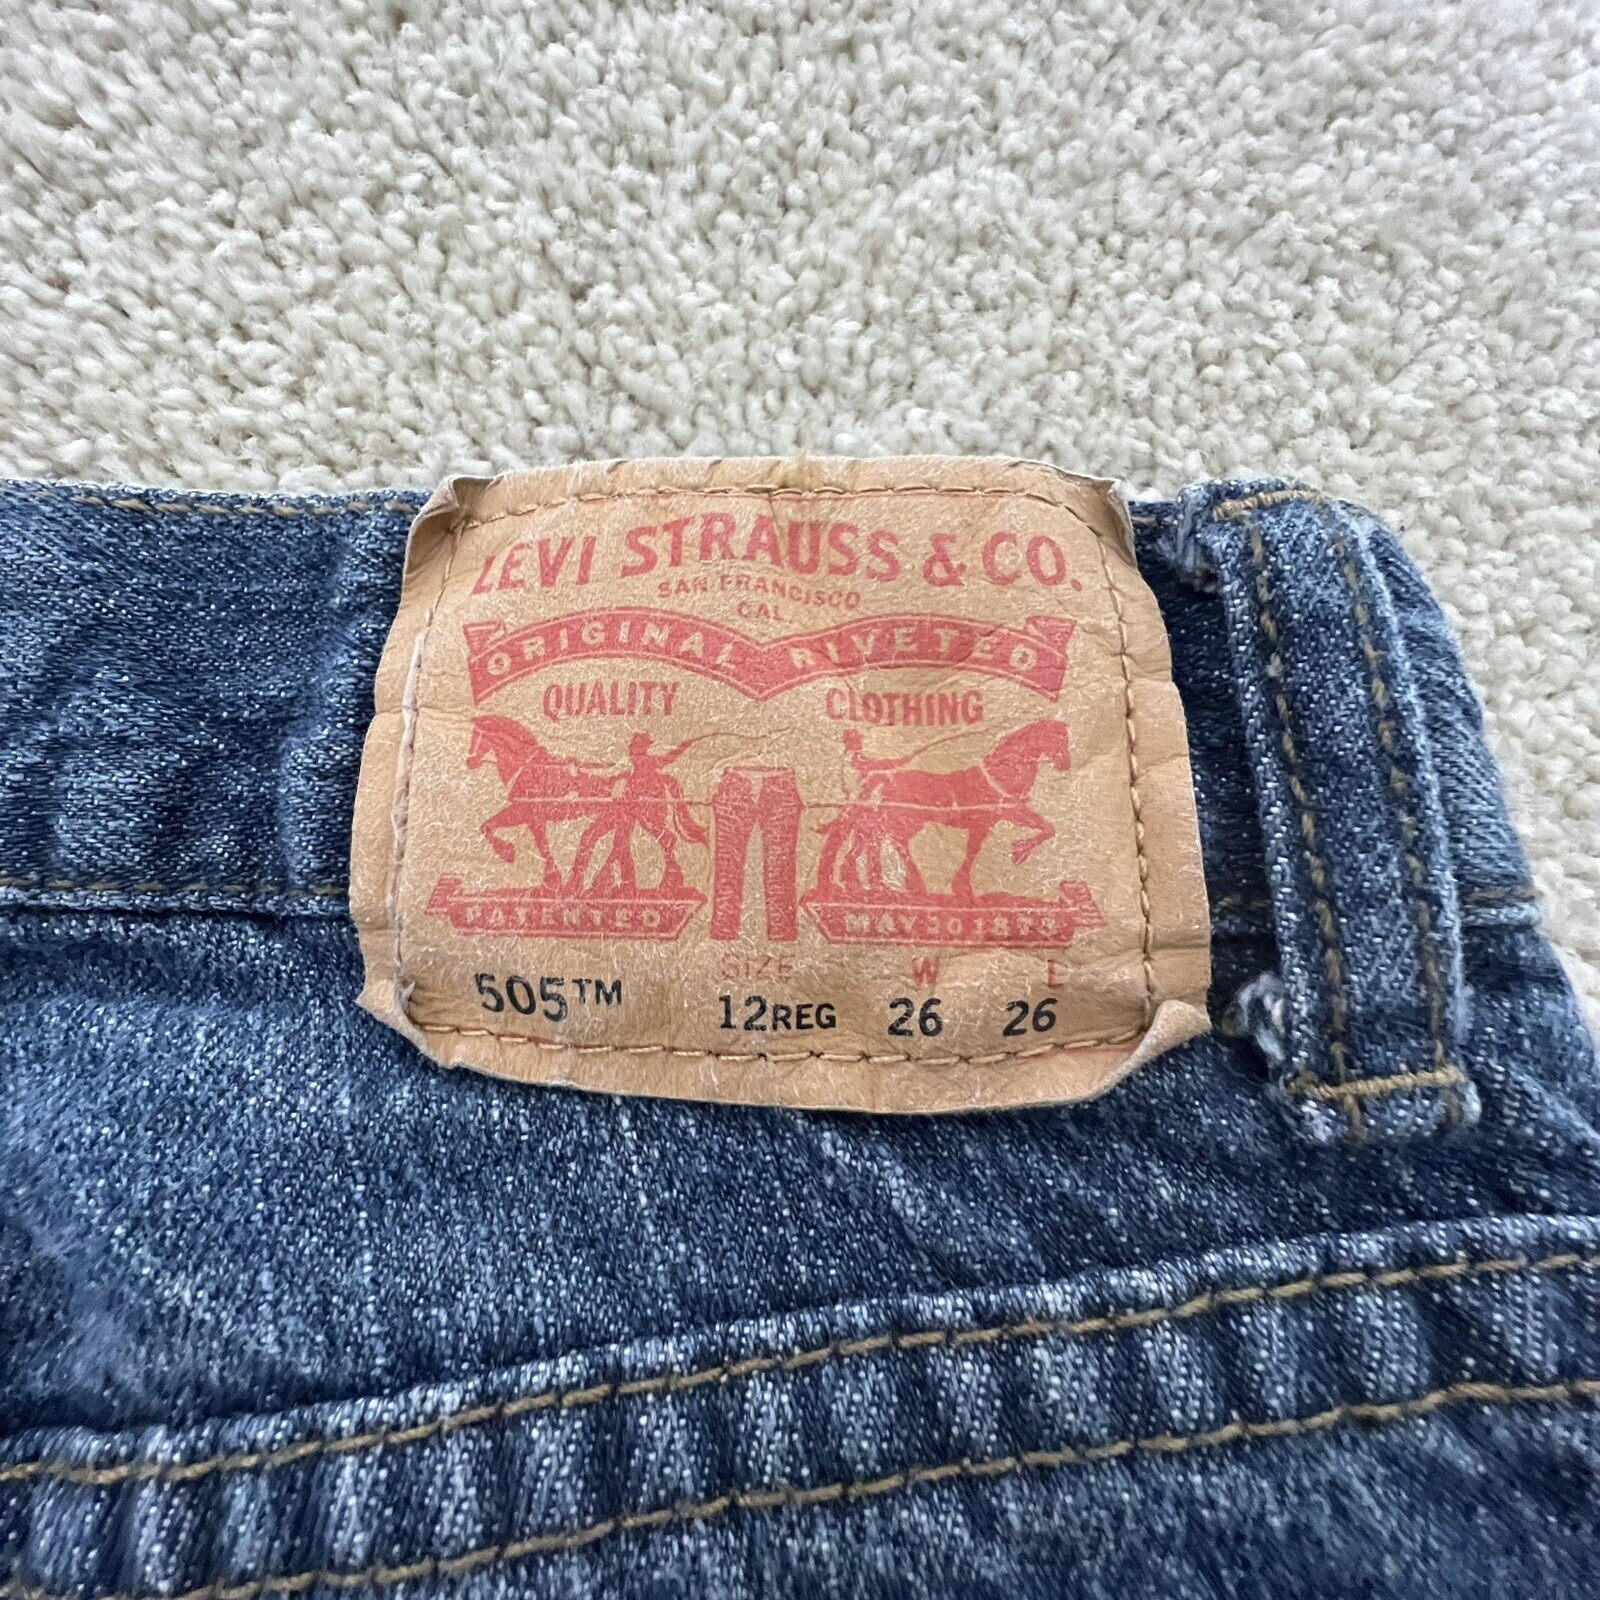 LEVI STRAUSS & CO.
SAN FRANCISCO
CAL
ORIGINAL RIVETED
QUALITY CLOTHING
PATENTED MAY 20 1873
SIZE W L
505™ 12REG 26 26